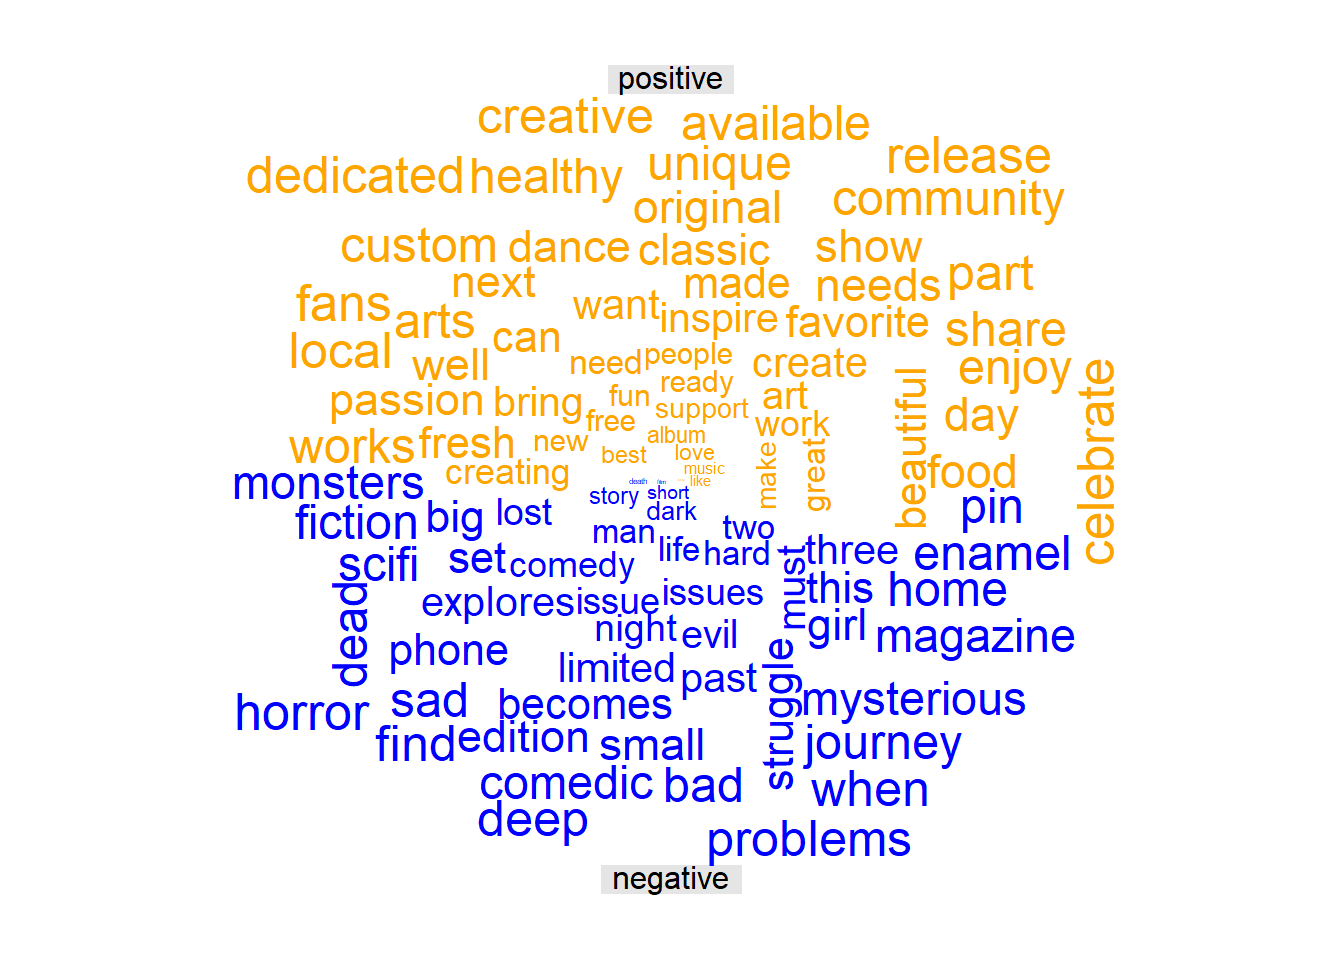 positive
creative available
dedicated healthy unique release
original community
custom dance classic show
next made needs part
fans arts want inspire favorite share
local well can need people create enjoy
passion bring fun ready art beautiful day celebrate
free support work
works fresh new album
creating best love make great food
music
like
monsters death film pin
fiction big lost story short
dark
man two
scifi set comedy life hard three enamel
dead explores issue issues must this home
phone night evil girl magazine
limited past struggle
horror sad becomes mysterious
find edition small journey
comedic bad when
deep problems
negative